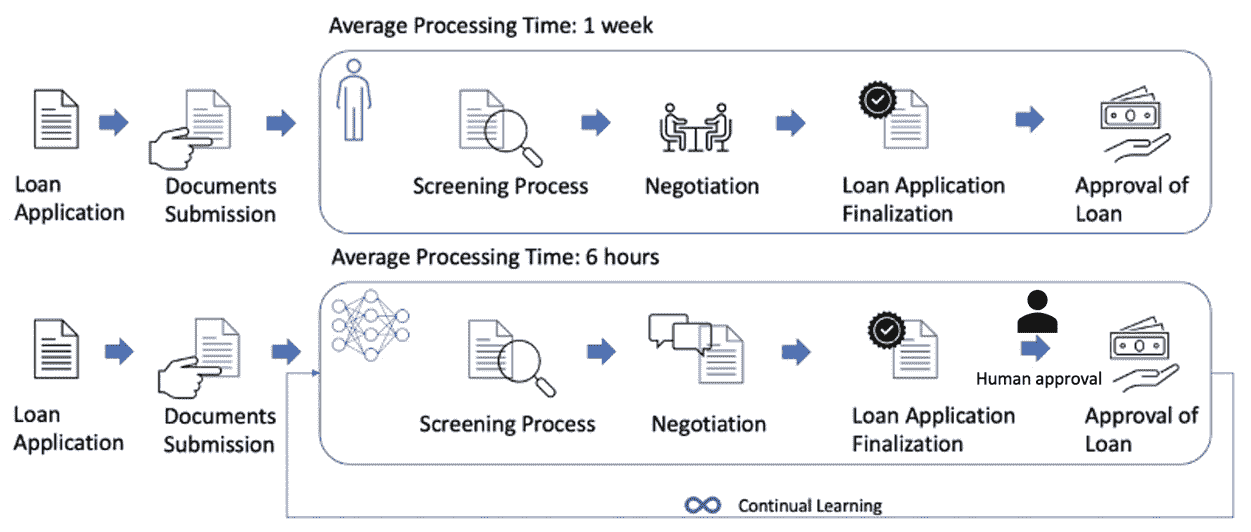 Average Processing Time: 1 week
Loan
Application
Documents
Submission
Screening Process
Negotiation
Loan Application
Finalization
Approval of
Loan
Average Processing Time: 6 hours
Loan
Application
Documents
Submission
Screening Process
Negotiation
Loan Application
Finalization
Human approval
Approval of
Loan
Continual Learning